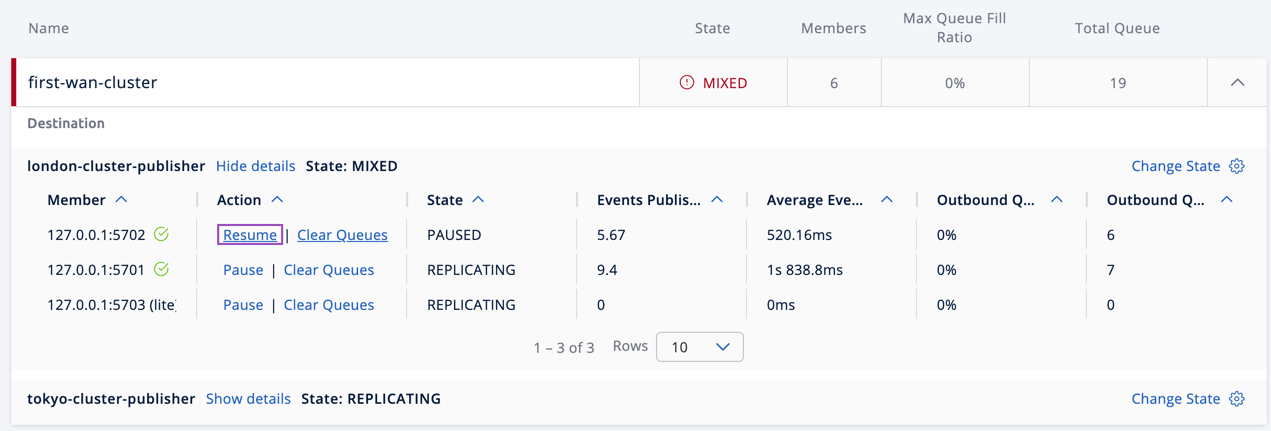 Name State Members Max Queue Fill Ratio Total Queue
first-wan-cluster MIXED 6 0% 19
Destination
london-cluster-publisher Hide details State: MIXED Change State
Member Action State Events Publis... Average Eve... Outbound Q... Outbound Q...
127.0.0.1:5702 Resume | Clear Queues PAUSED 5.67 520.16ms 0% 6
127.0.0.1:5701 Pause | Clear Queues REPLICATING 9.4 1s 838.8ms 0% 7
127.0.0.1:5703 (lite) Pause | Clear Queues REPLICATING 0 0ms 0% 0
1 – 3 of 3 Rows 10
tokyo-cluster-publisher Show details State: REPLICATING Change State